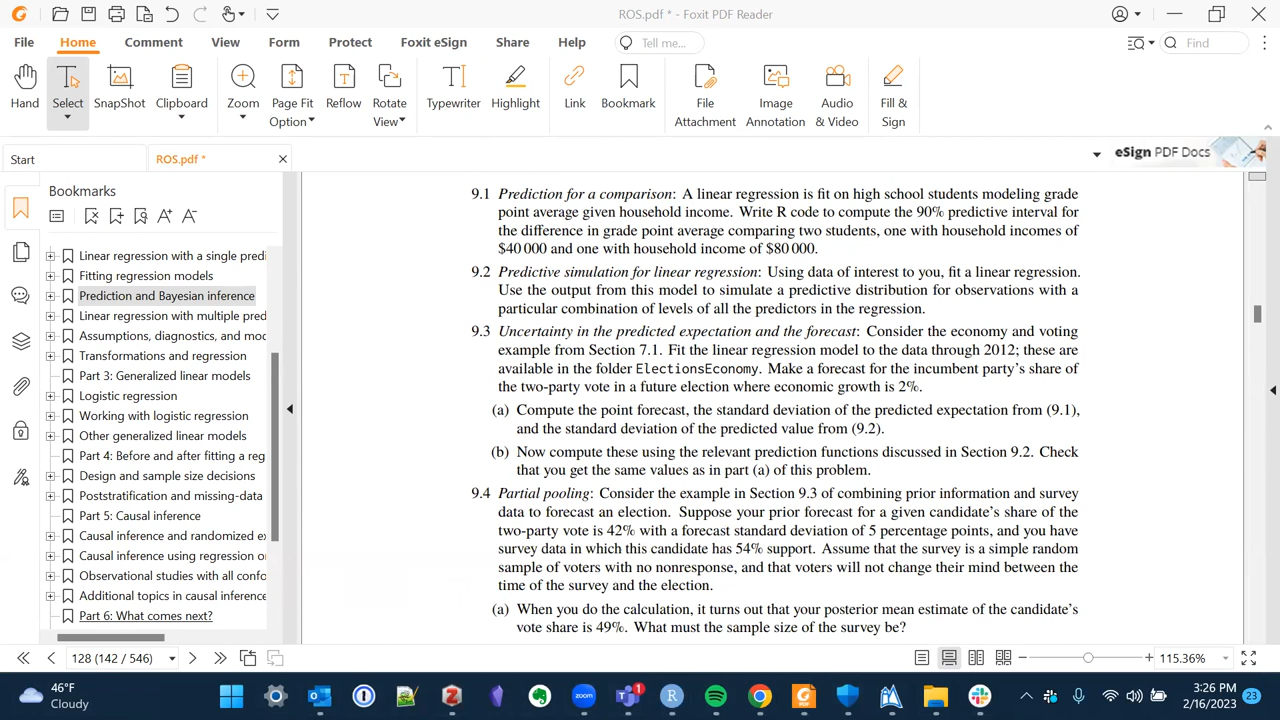 ROS.pdf * - Foxit PDF Reader
File Home Comment View Form Protect Foxit eSign Share Help Tell me... Find
Hand Select SnapShot Clipboard Zoom Page Fit Option Reflow Rotate View Typewriter Highlight Link Bookmark File Attachment Image Annotation Audio & Video Fill & Sign
Start ROS.pdf * eSign PDF Docs
Bookmarks
Linear regression with a single predi
Fitting regression models
Prediction and Bayesian inference
Linear regression with multiple pred
Assumptions, diagnostics, and mod
Transformations and regression
Part 3: Generalized linear models
Logistic regression
Working with logistic regression
Other generalized linear models
Part 4: Before and after fitting a reg
Design and sample size decisions
Poststratification and missing-data
Part 5: Causal inference
Causal inference and randomized ex
Causal inference using regression on
Observational studies with all confo
Additional topics in causal inference
Part 6: What comes next?
9.1 Prediction for a comparison: A linear regression is fit on high school students modeling grade
point average given household income. Write R code to compute the 90% predictive interval for
the difference in grade point average comparing two students, one with household incomes of
$40 000 and one with household income of $80 000.
9.2 Predictive simulation for linear regression: Using data of interest to you, fit a linear regression.
Use the output from this model to simulate a predictive distribution for observations with a
particular combination of levels of all the predictors in the regression.
9.3 Uncertainty in the predicted expectation and the forecast: Consider the economy and voting
example from Section 7.1. Fit the linear regression model to the data through 2012; these are
available in the folder ElectionsEconomy. Make a forecast for the incumbent party's share of
the two-party vote in a future election where economic growth is 2%.
(a) Compute the point forecast, the standard deviation of the predicted expectation from (9.1),
and the standard deviation of the predicted value from (9.2).
(b) Now compute these using the relevant prediction functions discussed in Section 9.2. Check
that you get the same values as in part (a) of this problem.
9.4 Partial pooling: Consider the example in Section 9.3 of combining prior information and survey
data to forecast an election. Suppose your prior forecast for a given candidate's share of the
two-party vote is 42% with a forecast standard deviation of 5 percentage points, and you have
survey data in which this candidate has 54% support. Assume that the survey is a simple random
sample of voters with no nonresponse, and that voters will not change their mind between the
time of the survey and the election.
(a) When you do the calculation, it turns out that your posterior mean estimate of the candidate's
vote share is 49%. What must the sample size of the survey be?
128 (142 / 546) 115.36%
46°F
Cloudy
zoom
1
3:26 PM
2/16/2023
23